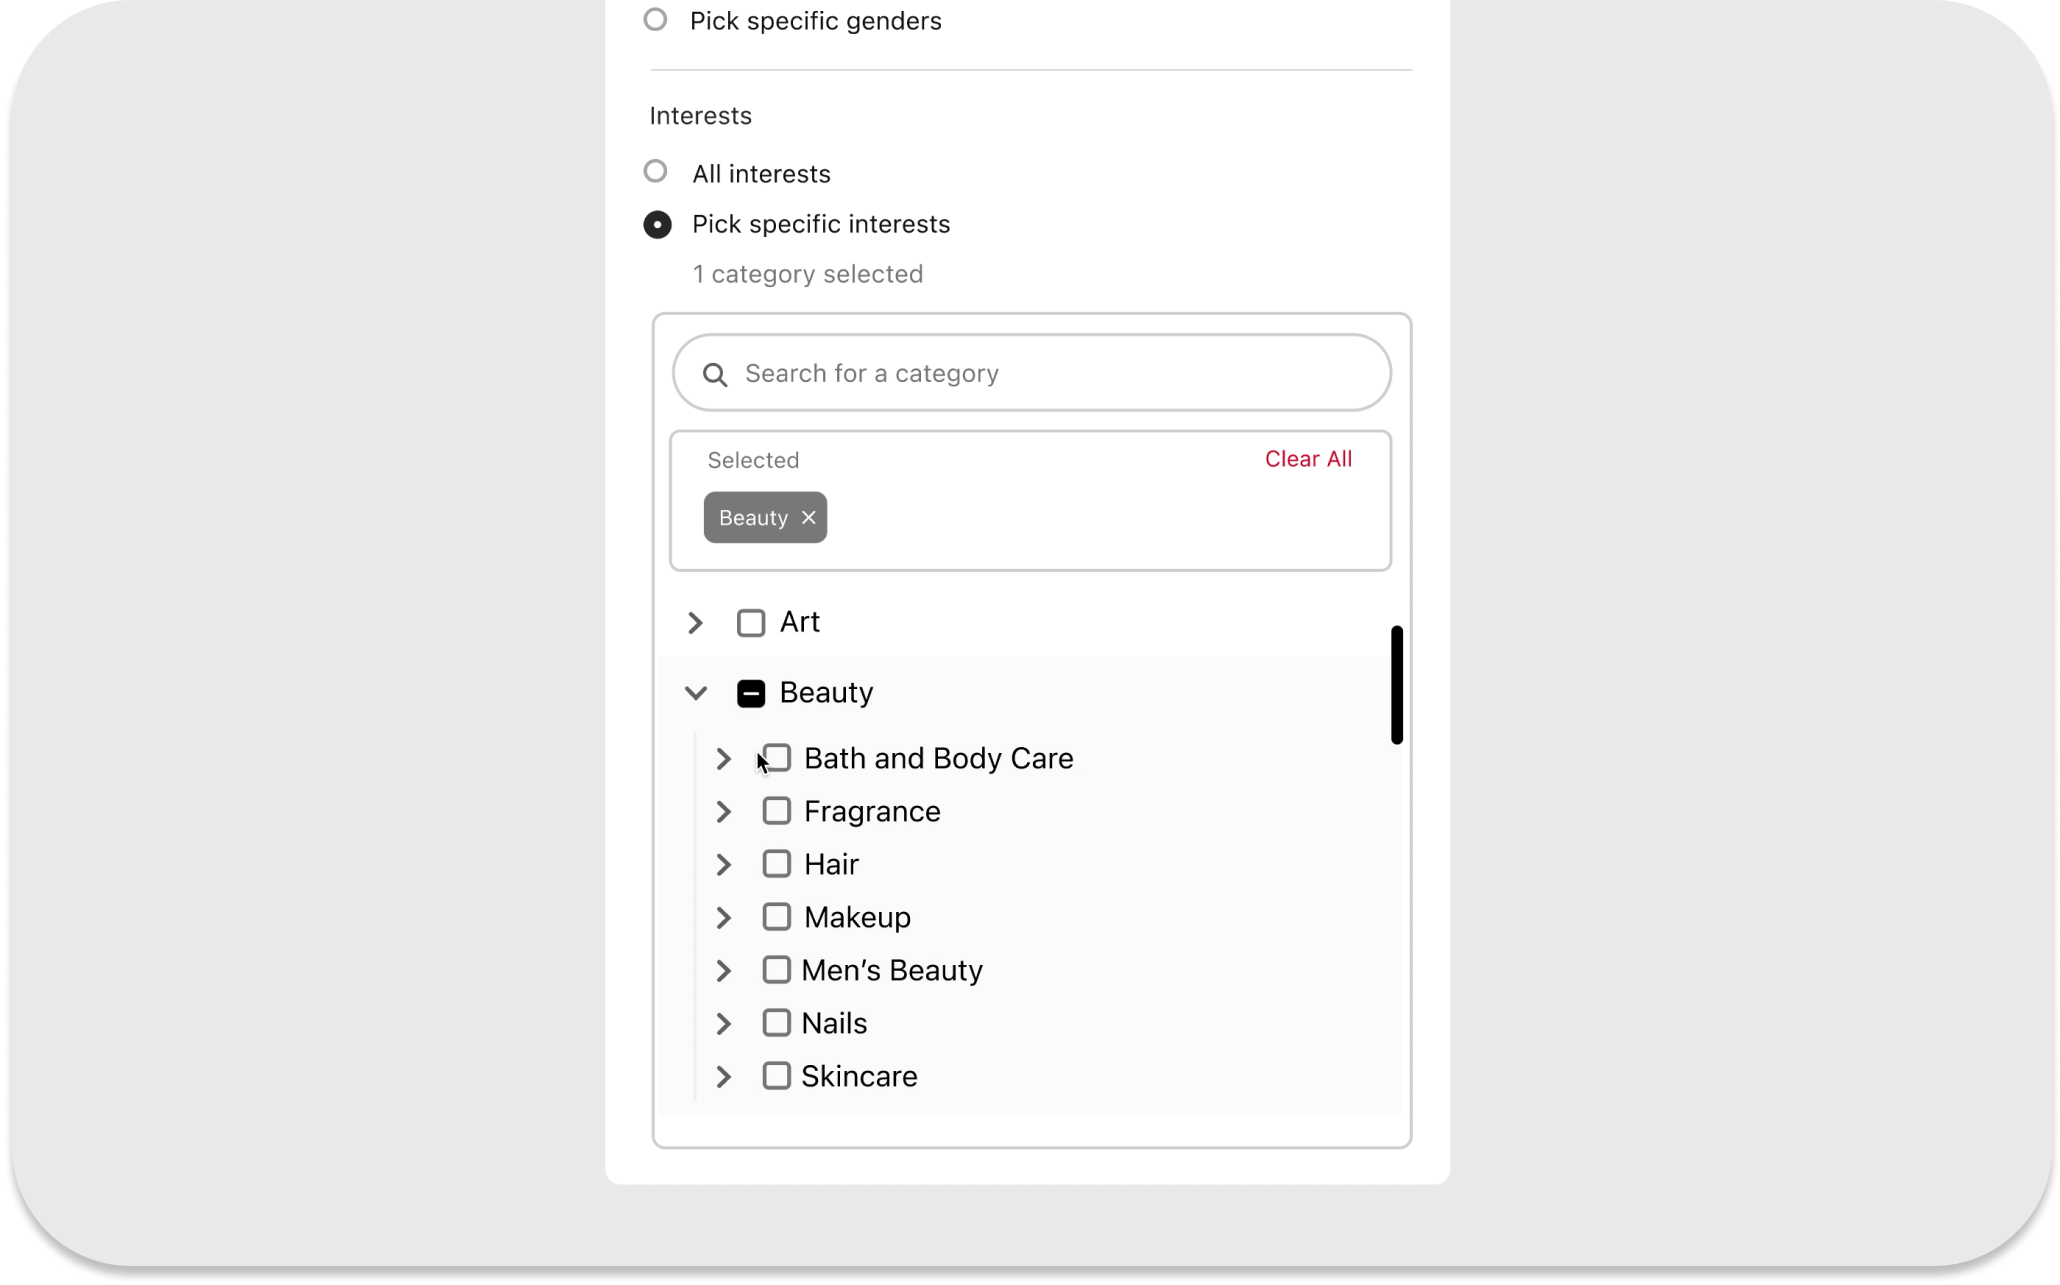 Pick specific genders
Interests
All interests
Pick specific interests
1 category selected
Search for a category
Selected
Clear All
Beauty
Art
Beauty
Bath and Body Care
Fragrance
Hair
Makeup
Men’s Beauty
Nails
Skincare